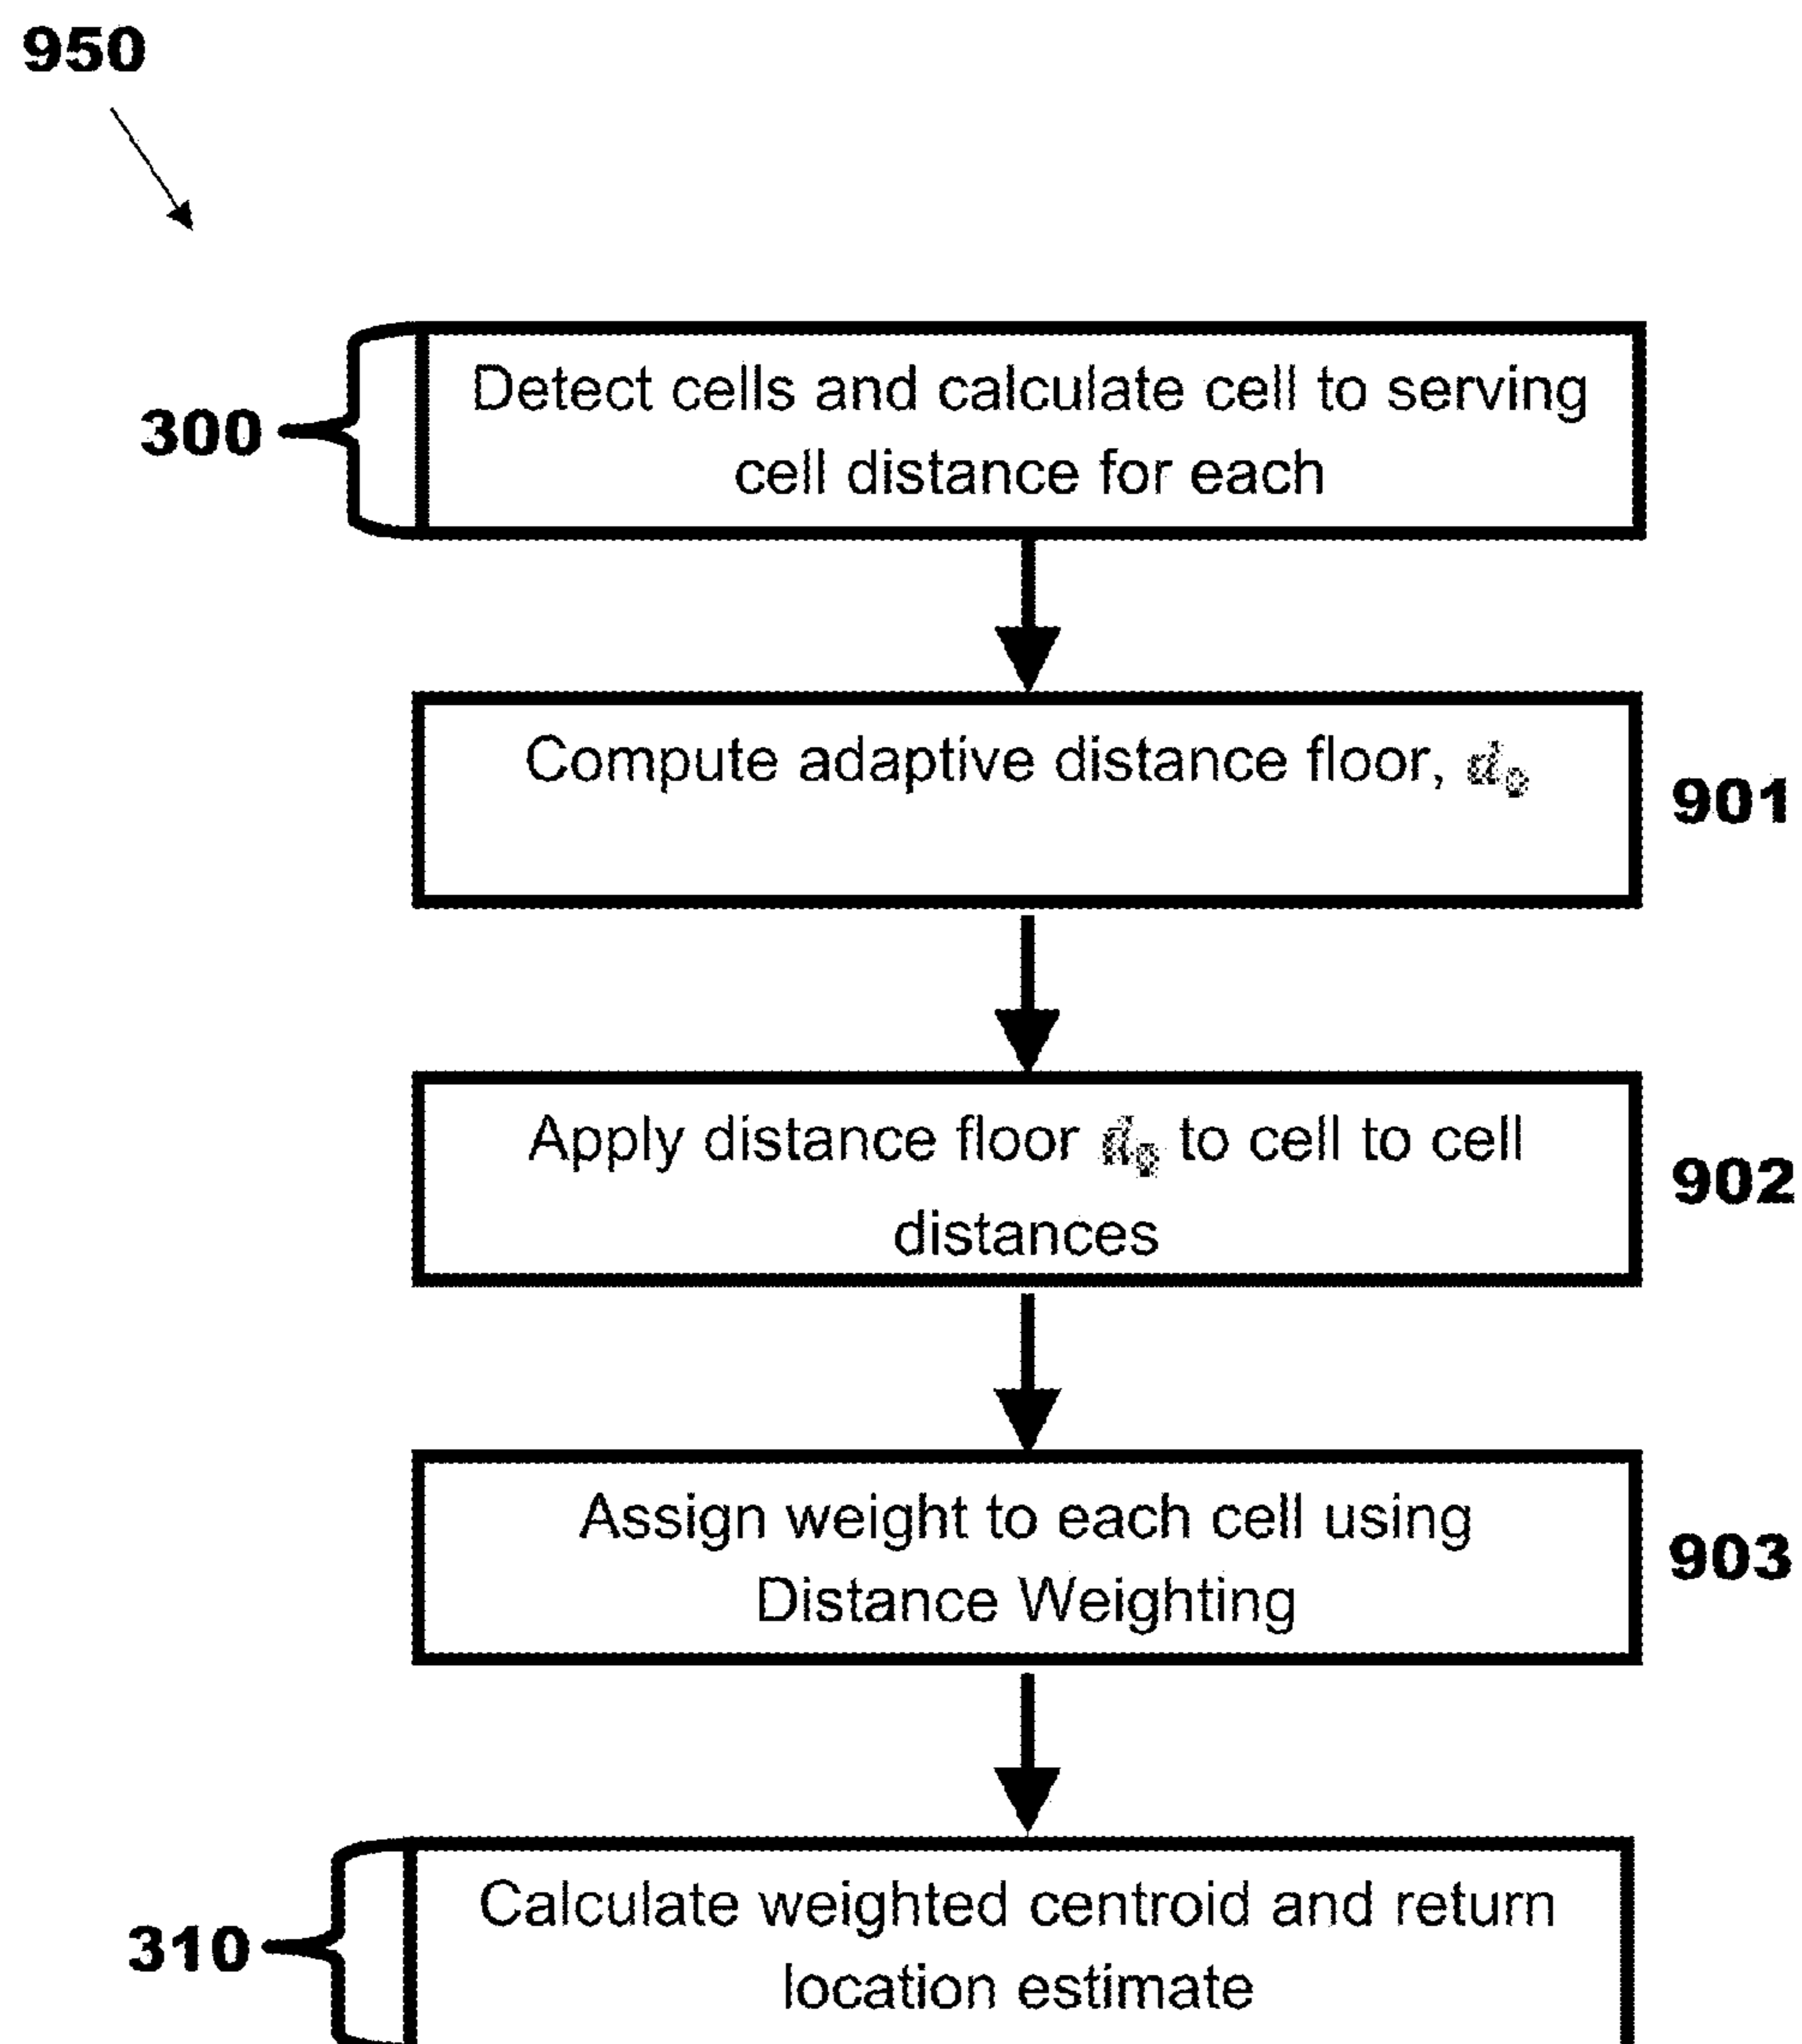 950
300
Detect cells and calculate cell to serving
cell distance for each
Compute adaptive distance floor,
901
Apply distance floor to cell to cell
distances
902
Assign weight to each cell using
Distance Weighting
903
310
Calculate weighted centroid and return
location estimate